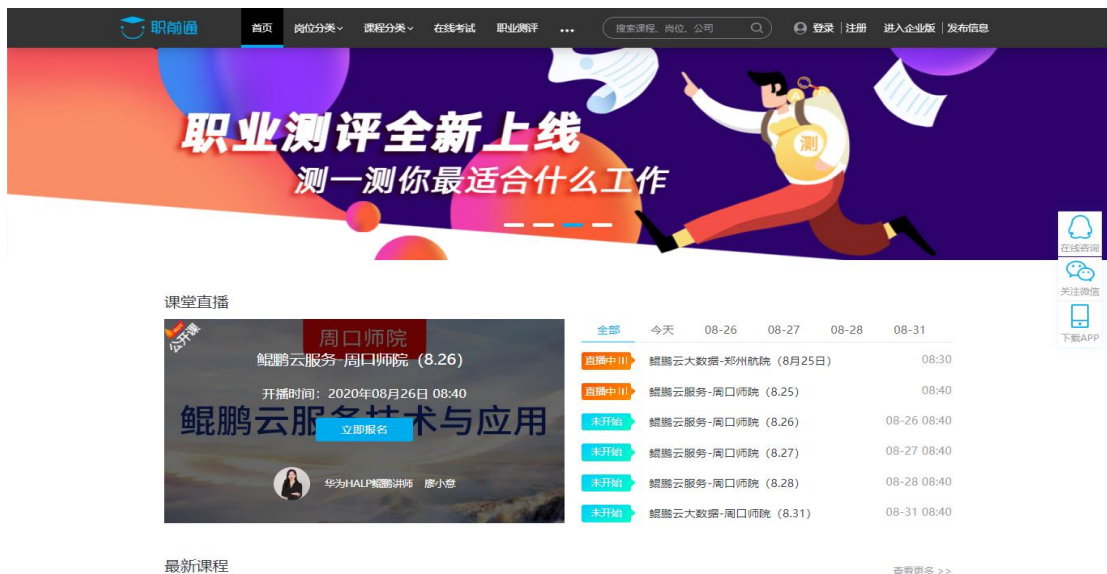 职前通 首页 岗位分类 课程分类 在线考试 职业测评 ... 搜索课程、岗位、公司 登录 | 注册 进入企业版 | 发布信息
职业测评全新上线
测
测一测你最适合什么工作
在线咨询
关注微信
下载APP
课堂直播
公开课
周口师院
鲲鹏云服务-周口师院（8.26）
开播时间：2020年08月26日 08:40
鲲鹏云服务技术与应用
立即报名
华为HALP鲲鹏讲师 廖小意
全部 今天 08-26 08-27 08-28 08-31
直播中 鲲鹏云大数据-郑州航院（8月25日） 08:30
直播中 鲲鹏云服务-周口师院（8.25） 08:40
未开始 鲲鹏云服务-周口师院（8.26） 08-26 08:40
未开始 鲲鹏云服务-周口师院（8.27） 08-27 08:40
未开始 鲲鹏云服务-周口师院（8.28） 08-28 08:40
未开始 鲲鹏云大数据-周口师院（8.31） 08-31 08:40
最新课程 查看更多 >>